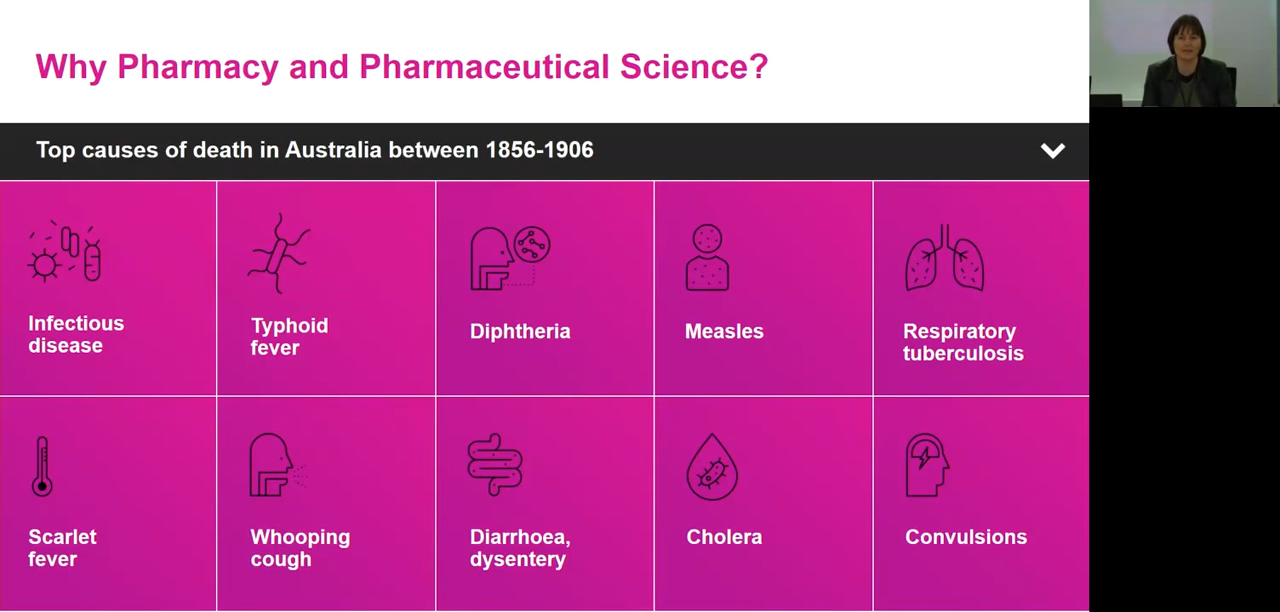 Why Pharmacy and Pharmaceutical Science?
Top causes of death in Australia between 1856-1906
Infectious
disease
Typhoid
fever
Diphtheria
Measles
Respiratory
tuberculosis
Scarlet
fever
Whooping
cough
Diarrhoea,
dysentery
Cholera
Convulsions